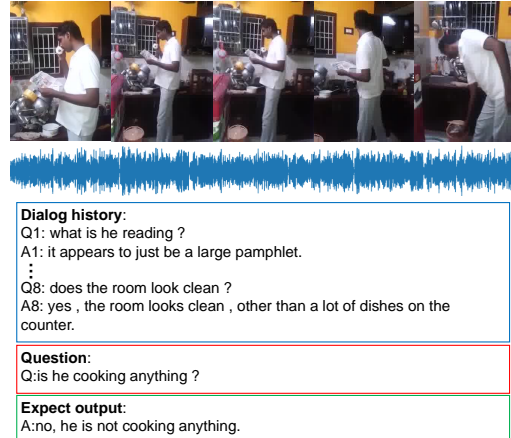 Dialog history:
Q1: what is he reading ?
A1: it appears to just be a large pamphlet.
⋮
Q8: does the room look clean ?
A8: yes , the room looks clean , other than a lot of dishes on the
counter.
Question:
Q:is he cooking anything ?
Expect output:
A:no, he is not cooking anything.